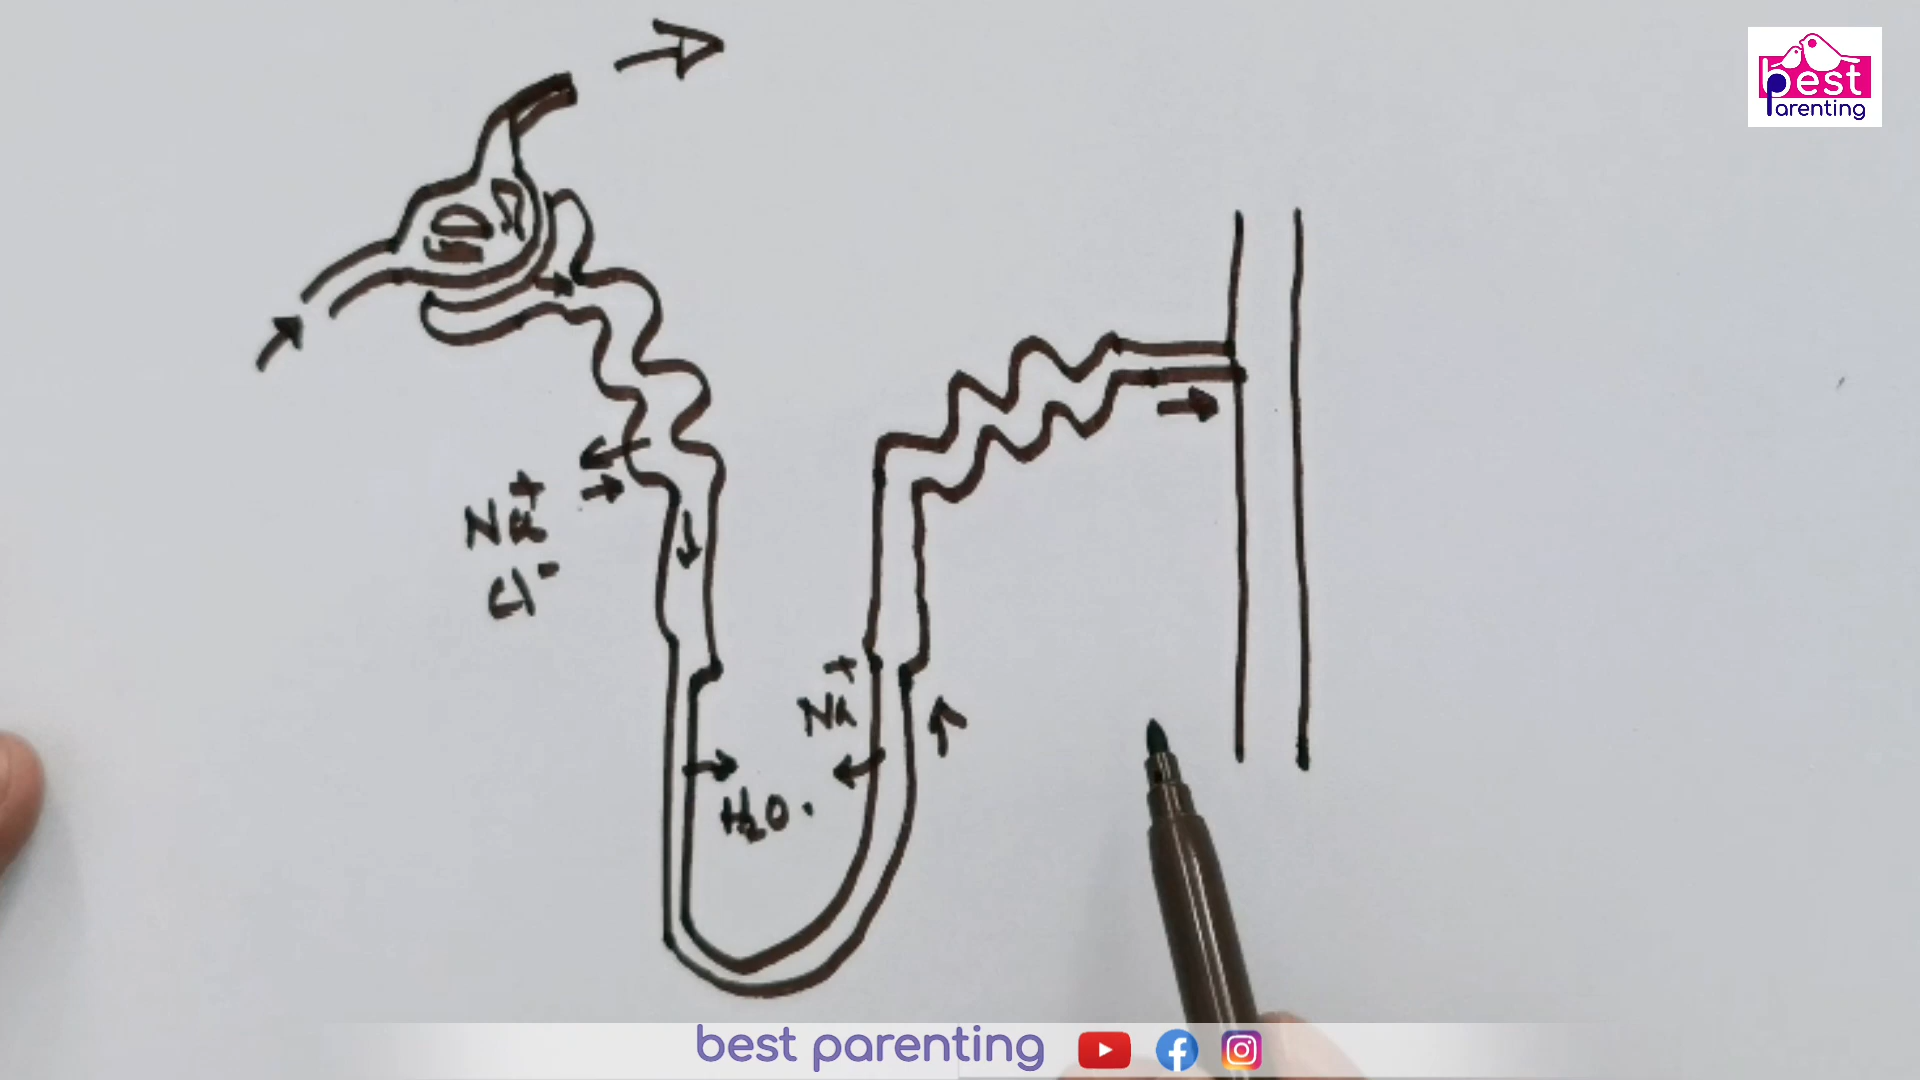 best
parenting
Na+
Cl-
Na+
H2O.
best parenting